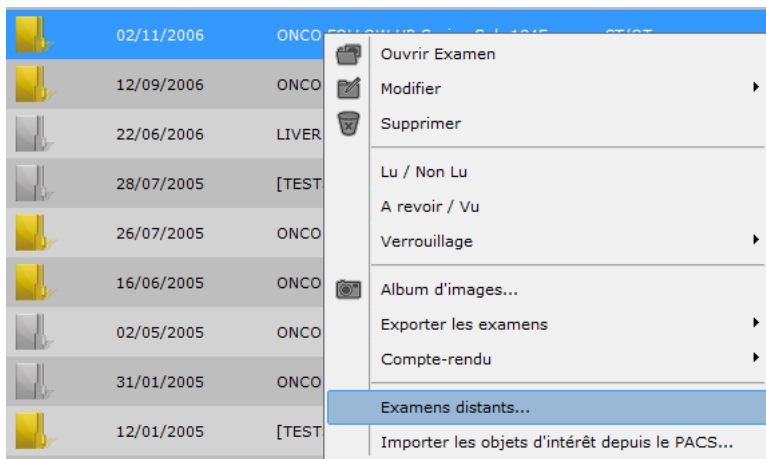 02/11/2006 ONCO
12/09/2006 ONCO
22/06/2006 LIVER
28/07/2005 [TEST
26/07/2005 ONCO
16/06/2005 ONCO
02/05/2005 ONCO
31/01/2005 ONCO
12/01/2005 [TEST
Ouvrir Examen
Modifier
Supprimer
Lu / Non Lu
A revoir / Vu
Verrouillage
Album d'images...
Exporter les examens
Compte-rendu
Examens distants...
Importer les objets d'intérêt depuis le PACS...